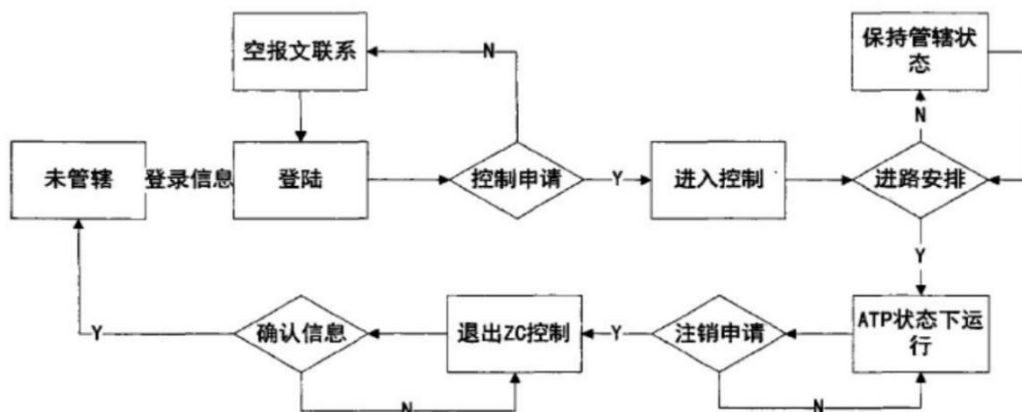 空报文联系
N
保持管辖状
态
N
未管辖
登录信息
登陆
控制申请
Y
进入控制
进路安排
Y
Y
确认信息
退出ZC控制
Y
注销申请
ATP状态下运
行
N
N